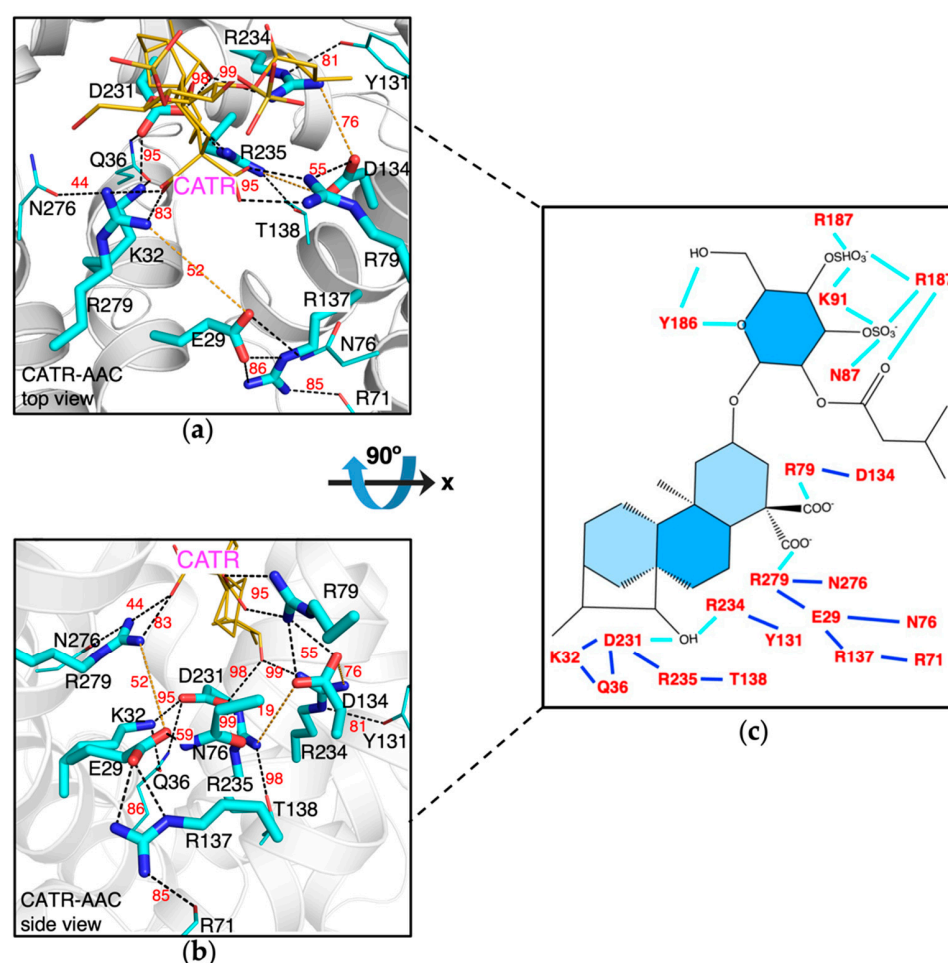 R234
81
98
99
D231
Y131
76
Q36
95
R235
55
D134
44
CATR
95
N276
83
T138
K32
R79
52
R279
R137
E29
N76
86
CATR-AAC
85
top view
R71
(a)
90°
x
CATR
95
R79
44
N276
83
55
R279
98
99
76
52
D231
95
D134
K32
99
19
81
59
N76
R234
Y131
E29
Q36
R235
98
86
T138
R137
85
CATR-AAC
side view
R71
(b)
R187
HO
OSHO3-
R187
K91
Y186
O
OSO3-
N87
O
O
O
R79
D134
COO-
COO-
R279
N276
R234
E29
N76
OH
Y131
K32
D231
R137
R71
R235
T138
Q36
(c)